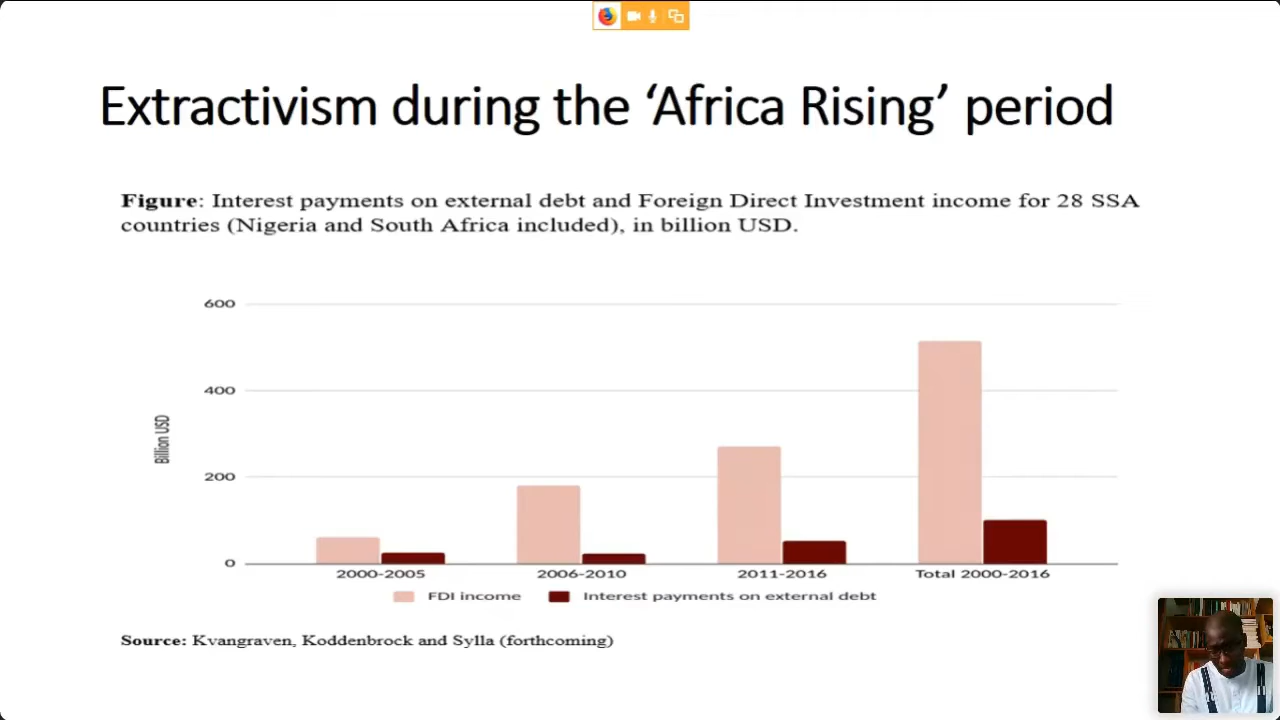 Extractivism during the ‘Africa Rising’ period
Figure: Interest payments on external debt and Foreign Direct Investment income for 28 SSA
countries (Nigeria and South Africa included), in billion USD.
600
400
200
0
Billion USD
2000-2005
2006-2010
2011-2016
Total 2000-2016
FDI income
Interest payments on external debt
Source: Kvangraven, Koddenbrock and Sylla (forthcoming)